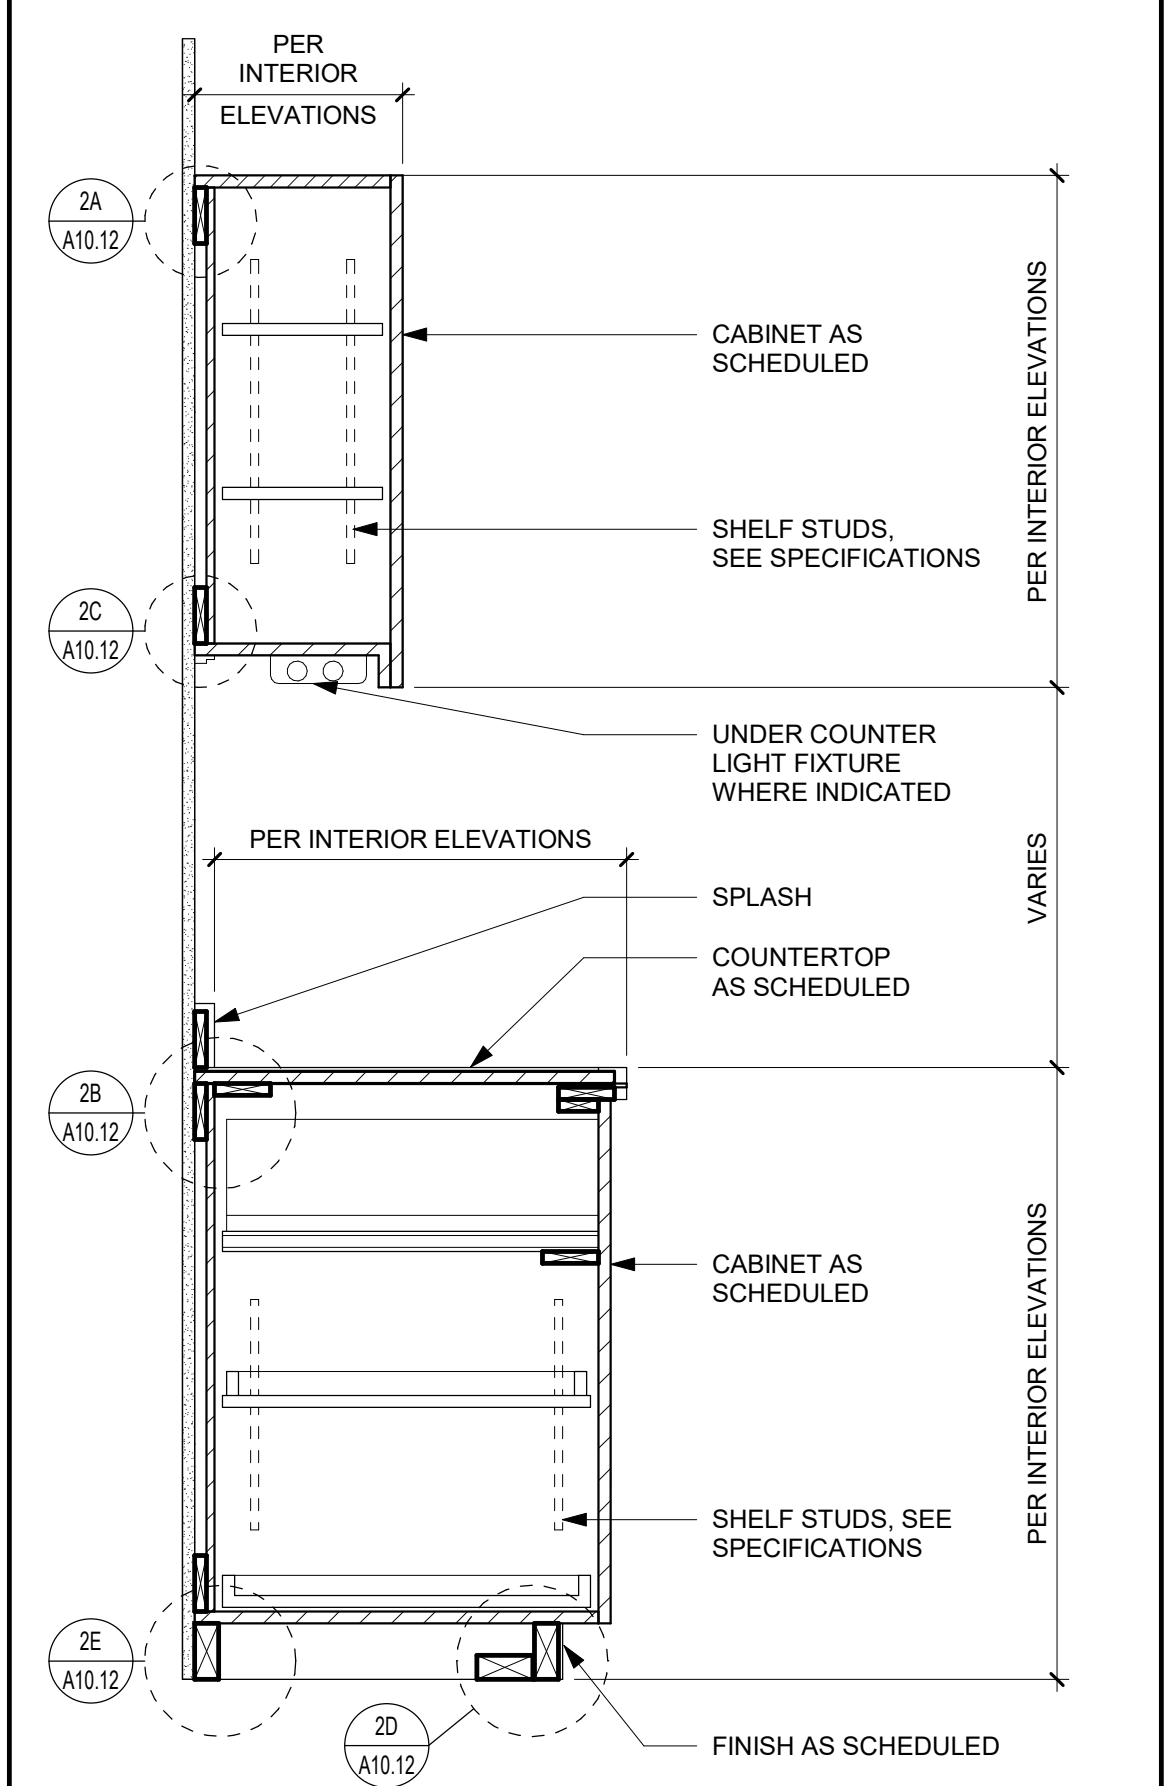 PER
INTERIOR
ELEVATIONS
2A
A10.12
CABINET AS
SCHEDULED
PER INTERIOR ELEVATIONS
SHELF STUDS,
SEE SPECIFICATIONS
2C
A10.12
UNDER COUNTER
LIGHT FIXTURE
WHERE INDICATED
PER INTERIOR ELEVATIONS
VARIES
SPLASH
COUNTERTOP
AS SCHEDULED
2B
A10.12
CABINET AS
SCHEDULED
PER INTERIOR ELEVATIONS
SHELF STUDS, SEE
SPECIFICATIONS
2E
A10.12
2D
A10.12
FINISH AS SCHEDULED